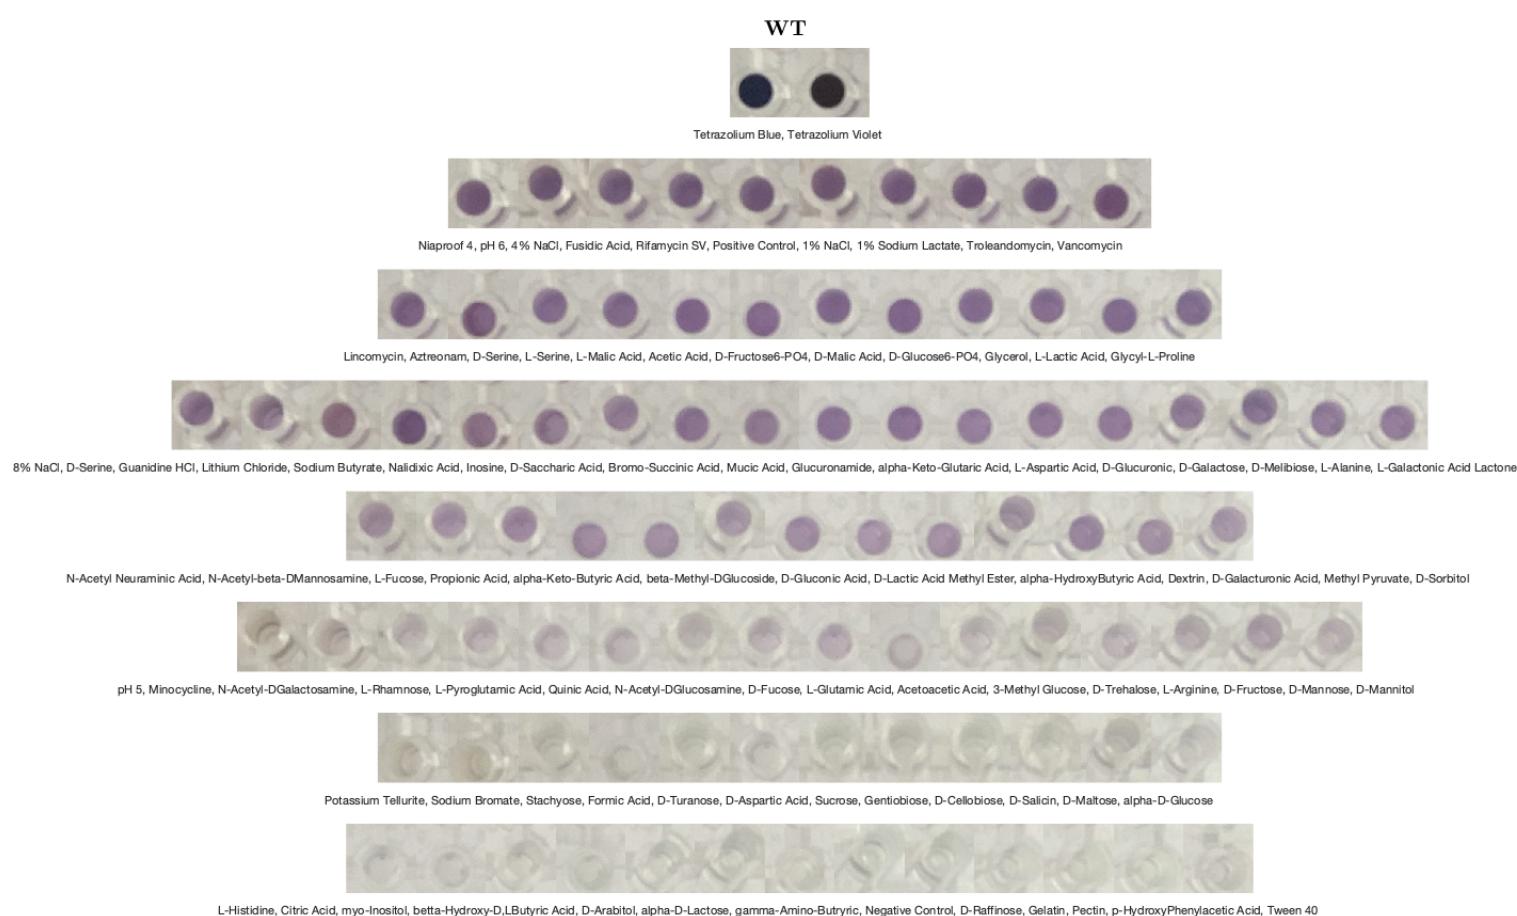 WT
Tetrazolium Blue, Tetrazolium Violet
Niaproof 4, pH 6, 4% NaCl, Fusidic Acid, Rifamycin SV, Positive Control, 1% NaCl, 1% Sodium Lactate, Troleandomycin, Vancomycin
Lincomycin, Aztreonam, D-Serine, L-Serine, L-Malic Acid, Acetic Acid, D-Fructose6-PO4, D-Malic Acid, D-Glucose6-PO4, Glycerol, L-Lactic Acid, Glycyl-L-Proline
8% NaCl, D-Serine, Guanidine HCl, Lithium Chloride, Sodium Butyrate, Nalidixic Acid, Inosine, D-Saccharic Acid, Bromo-Succinic Acid, Mucic Acid, Glucuronamide, alpha-Keto-Glutaric Acid, L-Aspartic Acid, D-Glucuronic, D-Galactose, D-Melibiose, L-Alanine, L-Galactonic Acid Lactone
N-Acetyl Neuraminic Acid, N-Acetyl-beta-DMannosamine, L-Fucose, Propionic Acid, alpha-Keto-Butyric Acid, beta-Methyl-DGlucoside, D-Gluconic Acid, D-Lactic Acid Methyl Ester, alpha-HydroxyButyric Acid, Dextrin, D-Galacturonic Acid, Methyl Pyruvate, D-Sorbitol
pH 5, Minocycline, N-Acetyl-DGalactosamine, L-Rhamnose, L-Pyroglutamic Acid, Quinic Acid, N-Acetyl-DGlucosamine, D-Fucose, L-Glutamic Acid, Acetoacetic Acid, 3-Methyl Glucose, D-Trehalose, L-Arginine, D-Fructose, D-Mannose, D-Mannitol
Potassium Tellurite, Sodium Bromate, Stachyose, Formic Acid, D-Turanose, D-Aspartic Acid, Sucrose, Gentiobiose, D-Cellobiose, D-Salicin, D-Maltose, alpha-D-Glucose
L-Histidine, Citric Acid, myo-Inositol, betta-Hydroxy-D,LButyric Acid, D-Arabitol, alpha-D-Lactose, gamma-Amino-Butryric, Negative Control, D-Raffinose, Gelatin, Pectin, p-HydroxyPhenylacetic Acid, Tween 40